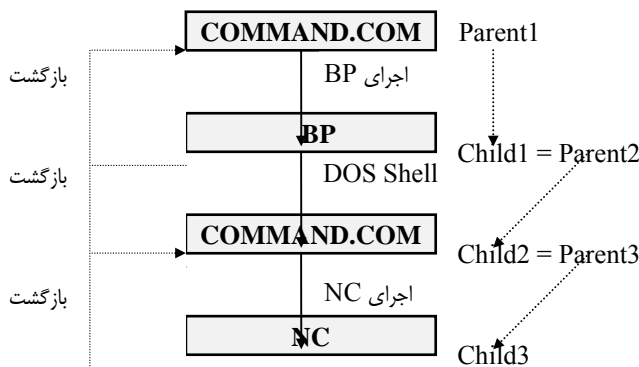 COMMAND.COM Parent1
بازگشت اجرای BP
BP
Child1 = Parent2
بازگشت DOS Shell
COMMAND.COM
Child2 = Parent3
بازگشت اجرای NC
NC
Child3